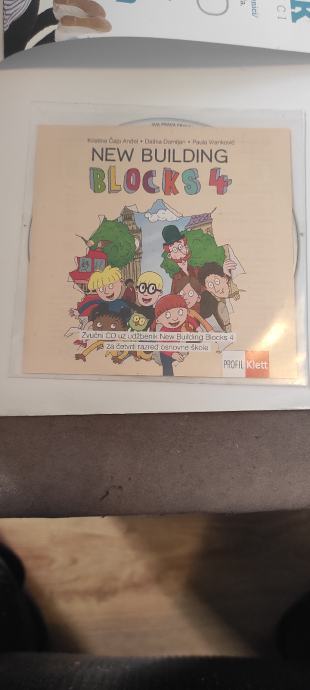 Kristina Čajo Anđel • Daška Domljan • Paula Vranković
NEW BUILDING
BLOCKS 4
Zvučni CD uz udžbenik New Building Blocks 4
za četvrti razred osnovne škole
PROFIL Klett